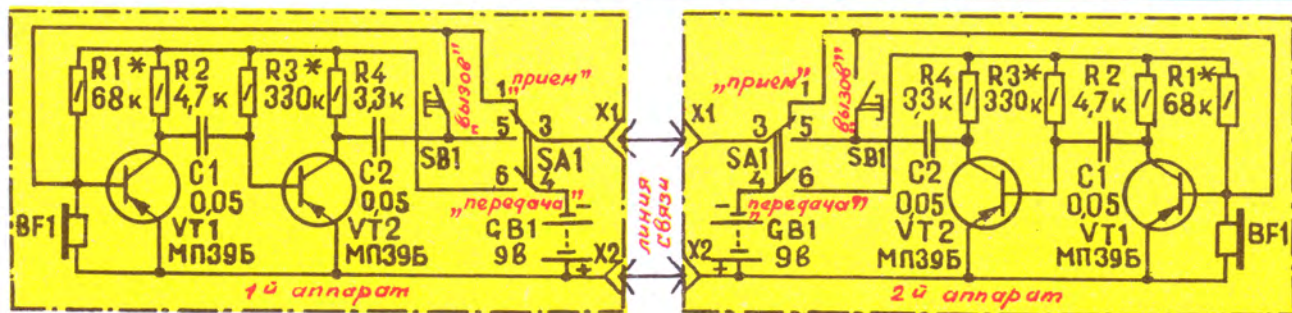 R1*
68к
R2
4,7к
R3*
330к
R4
3,3к
"вызов"
SB1
„прием"
1
5
3
6
4
SA1
X1
C1
0,05
VT1
МП39Б
C2
0,05
VT2
МП39Б
BF1
„передача"
GB1
9В
X2
− +
1й аппарат
линия
связи
X1
„прием"
1
3
5
4
6
SA1
"вызов"
SB1
R4
3,3к
R3*
330к
R2
4,7к
R1*
68к
C2
0,05
VT2
МП39Б
C1
0,05
VT1
МП39Б
BF1
„передача"
GB1
9В
X2
− +
2й аппарат